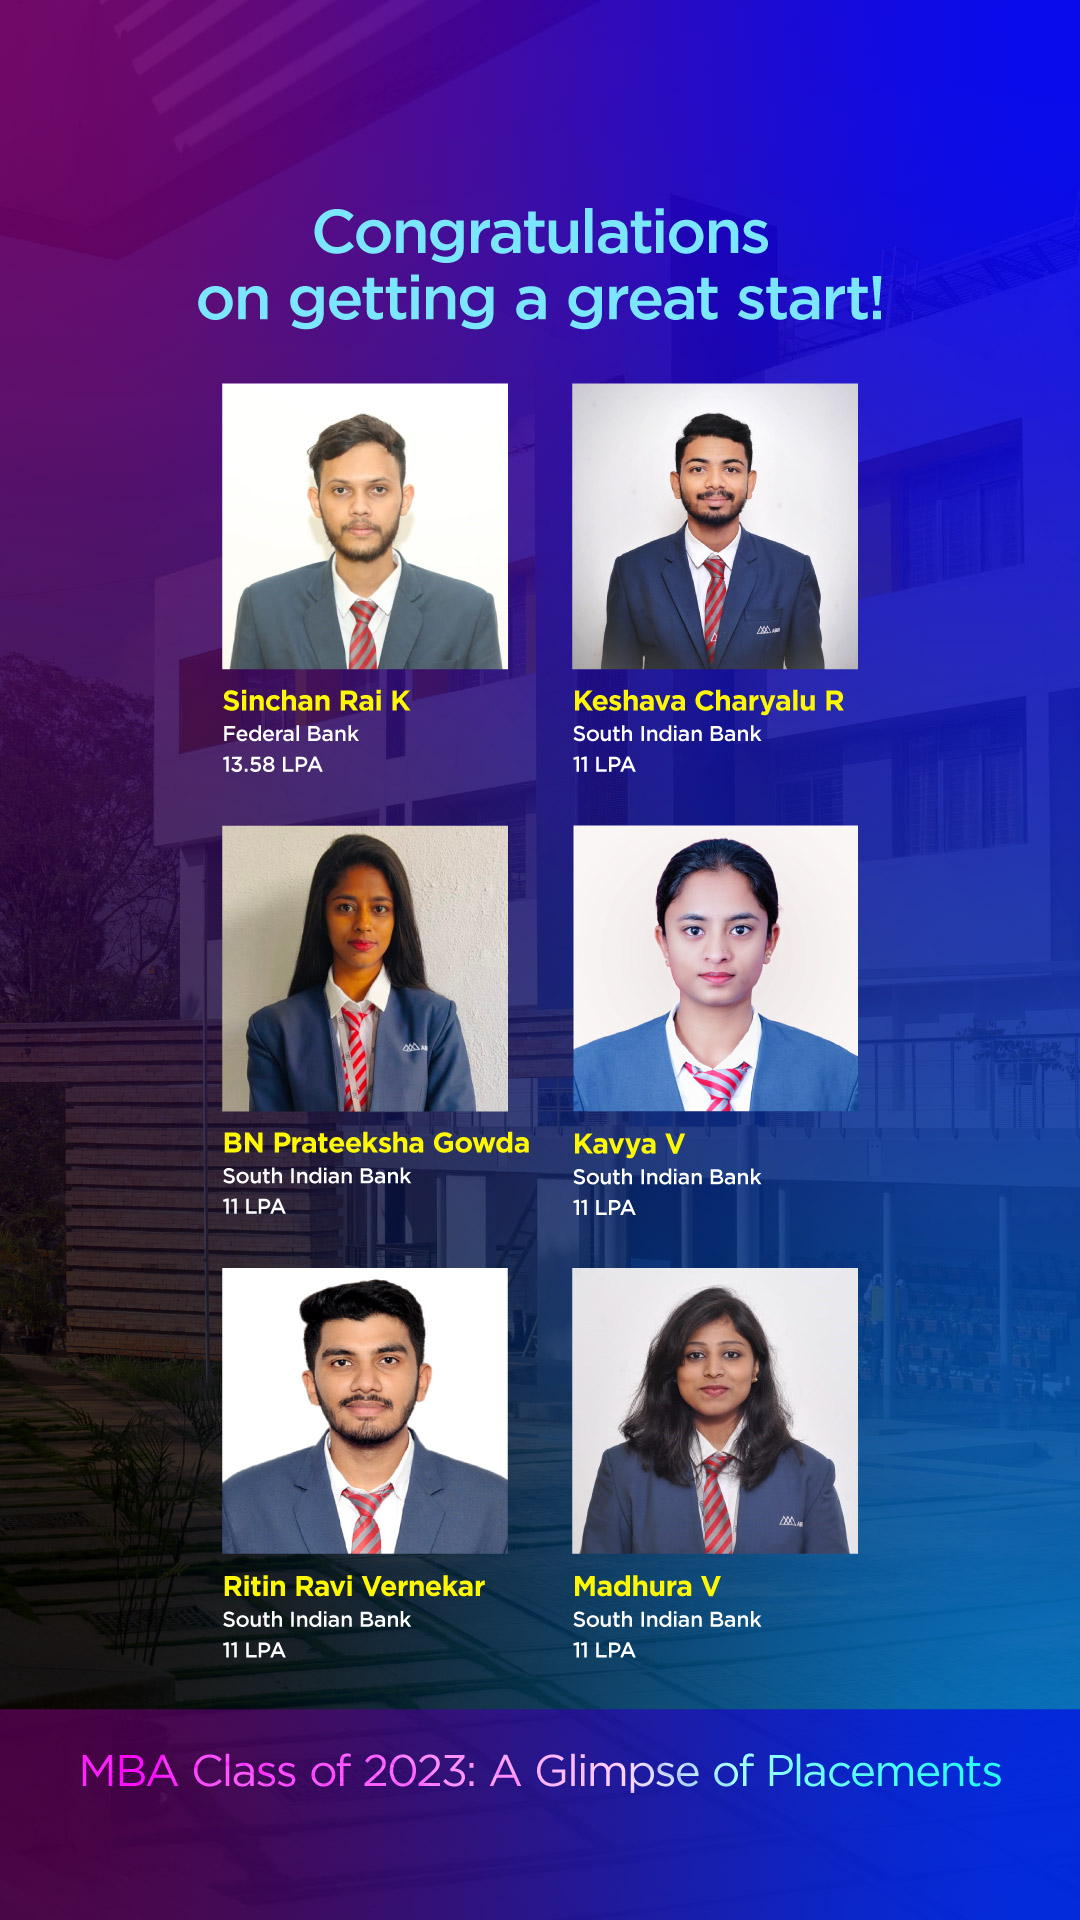 Congratulations
on getting a great start!
Sinchan Rai K
Federal Bank
13.58 LPA
Keshava Charyalu R
South Indian Bank
11 LPA
BN Prateeksha Gowda
South Indian Bank
11 LPA
Kavya V
South Indian Bank
11 LPA
Ritin Ravi Vernekar
South Indian Bank
11 LPA
Madhura V
South Indian Bank
11 LPA
MBA Class of 2023: A Glimpse of Placements